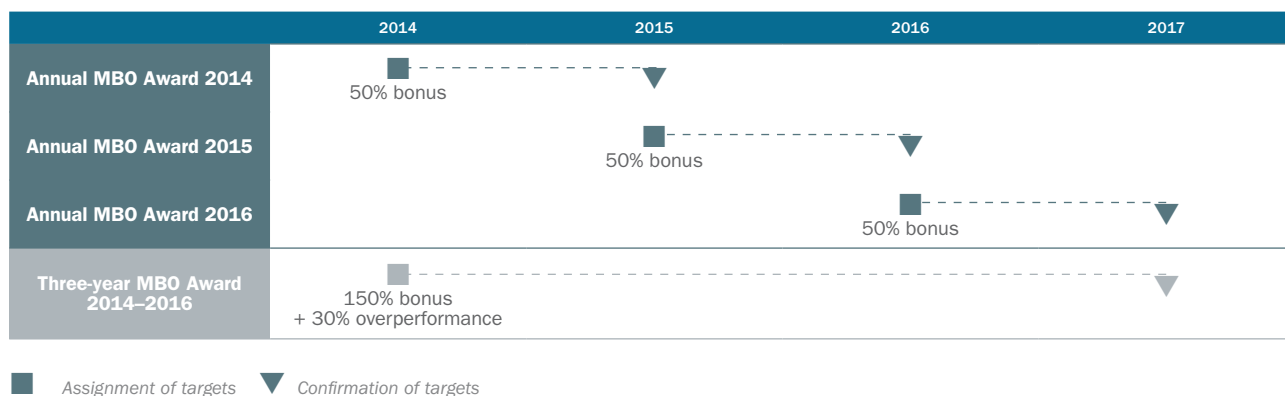 2014 2015 2016 2017
Annual MBO Award 2014
50% bonus
Annual MBO Award 2015
50% bonus
Annual MBO Award 2016
50% bonus
Three-year MBO Award
2014–2016
150% bonus
+ 30% overperformance
Assignment of targets Confirmation of targets